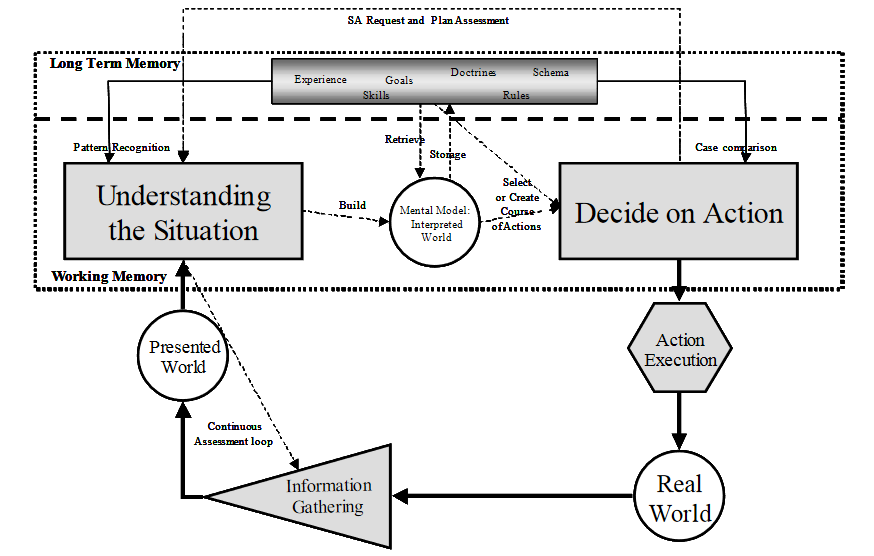 SA Request and Plan Assessment
Long Term Memory
Experience
Goals
Doctrines
Schema
Skills
Rules
Pattern Recognition
Retrieve
Storage
Case comparison
Understanding
the Situation
Build
Mental Model:
Interpreted
World
Select
or Create
Course
of Actions
Decide on Action
Working Memory
Presented
World
Action
Execution
Continuous
Assessment loop
Information
Gathering
Real
World